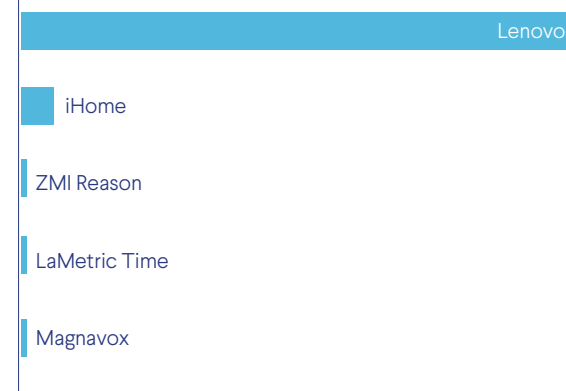 Lenovo
iHome
ZMI Reason
LaMetric Time
Magnavox